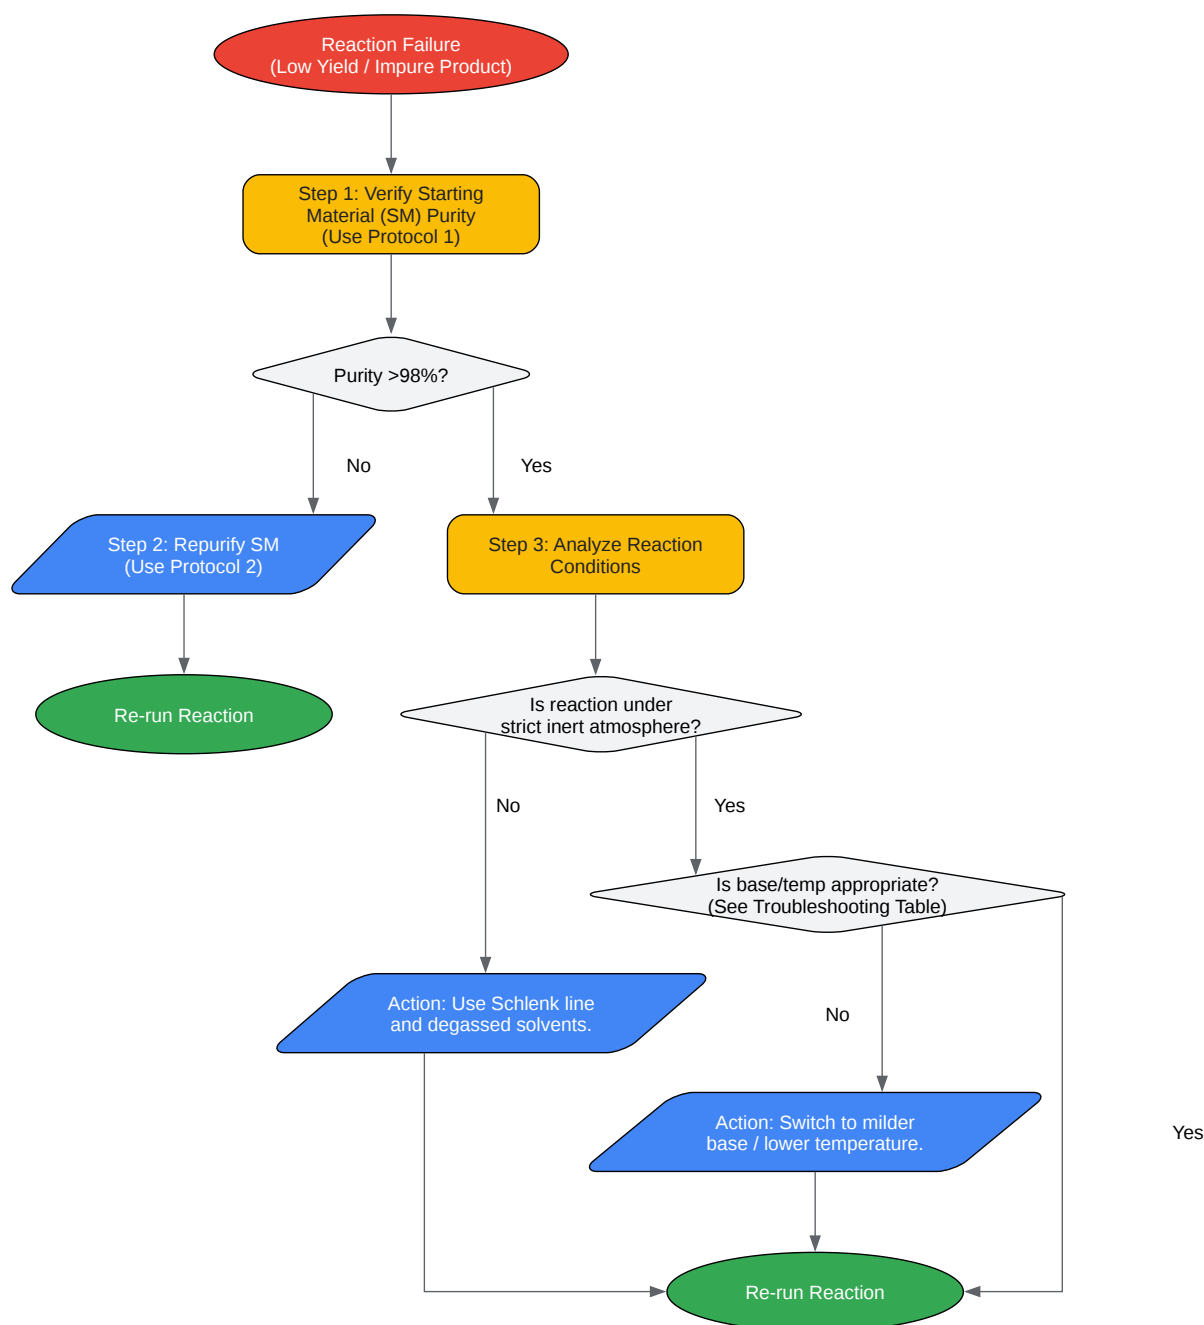 Reaction Failure
(Low Yield / Impure Product)
Step 1: Verify Starting
Material (SM) Purity
(Use Protocol 1)
Purity >98%?
No
Yes
Step 2: Repurify SM
(Use Protocol 2)
Step 3: Analyze Reaction
Conditions
Re-run Reaction
Is reaction under
strict inert atmosphere?
No
Yes
Is base/temp appropriate?
(See Troubleshooting Table)
Action: Use Schlenk line
and degassed solvents.
No
Action: Switch to milder
base / lower temperature.
Yes
Re-run Reaction